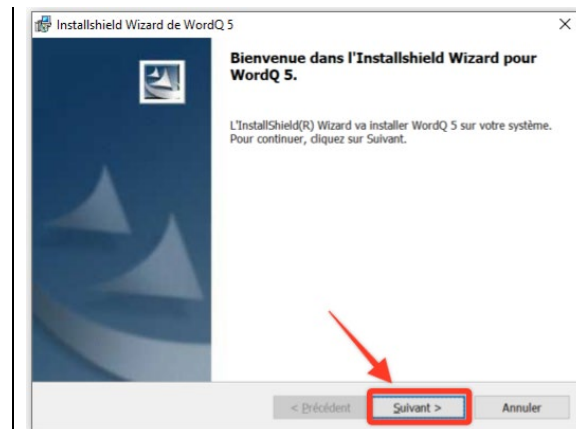 Installshield Wizard de WordQ 5
Bienvenue dans l'Installshield Wizard pour
WordQ 5.
L'InstallShield(R) Wizard va installer WordQ 5 sur votre système.
Pour continuer, cliquez sur Suivant.
< Précédent Suivant > Annuler